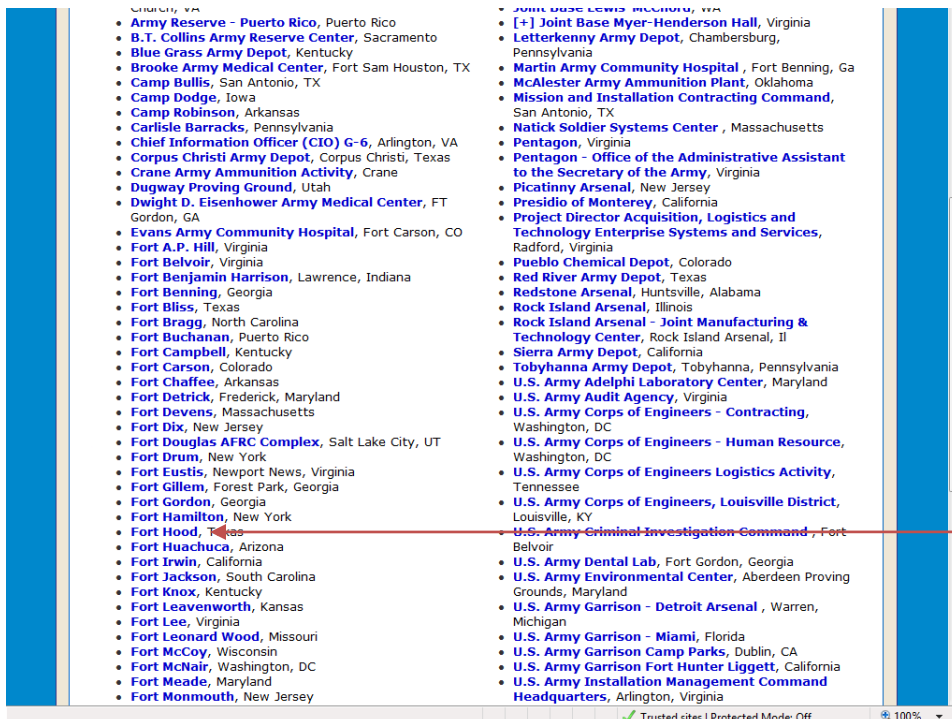 Church, VA
Army Reserve - Puerto Rico, Puerto Rico
B.T. Collins Army Reserve Center, Sacramento
Blue Grass Army Depot, Kentucky
Brooke Army Medical Center, Fort Sam Houston, TX
Camp Bullis, San Antonio, TX
Camp Dodge, Iowa
Camp Robinson, Arkansas
Carlisle Barracks, Pennsylvania
Chief Information Officer (CIO) G-6, Arlington, VA
Corpus Christi Army Depot, Corpus Christi, Texas
Crane Army Ammunition Activity, Crane
Dugway Proving Ground, Utah
Dwight D. Eisenhower Army Medical Center, FT
Gordon, GA
Evans Army Community Hospital, Fort Carson, CO
Fort A.P. Hill, Virginia
Fort Belvoir, Virginia
Fort Benjamin Harrison, Lawrence, Indiana
Fort Benning, Georgia
Fort Bliss, Texas
Fort Bragg, North Carolina
Fort Buchanan, Puerto Rico
Fort Campbell, Kentucky
Fort Carson, Colorado
Fort Chaffee, Arkansas
Fort Detrick, Frederick, Maryland
Fort Devens, Massachusetts
Fort Dix, New Jersey
Fort Douglas AFRC Complex, Salt Lake City, UT
Fort Drum, New York
Fort Eustis, Newport News, Virginia
Fort Gillem, Forest Park, Georgia
Fort Gordon, Georgia
Fort Hamilton, New York
Fort Hood, Texas
Fort Huachuca, Arizona
Fort Irwin, California
Fort Jackson, South Carolina
Fort Knox, Kentucky
Fort Leavenworth, Kansas
Fort Lee, Virginia
Fort Leonard Wood, Missouri
Fort McCoy, Wisconsin
Fort McNair, Washington, DC
Fort Meade, Maryland
Fort Monmouth, New Jersey
Joint Base Lewis-McChord, WA
[+] Joint Base Myer-Henderson Hall, Virginia
Letterkenny Army Depot, Chambersburg,
Pennsylvania
Martin Army Community Hospital , Fort Benning, Ga
McAlester Army Ammunition Plant, Oklahoma
Mission and Installation Contracting Command,
San Antonio, TX
Natick Soldier Systems Center , Massachusetts
Pentagon, Virginia
Pentagon - Office of the Administrative Assistant
to the Secretary of the Army, Virginia
Picatinny Arsenal, New Jersey
Presidio of Monterey, California
Project Director Acquisition, Logistics and
Technology Enterprise Systems and Services,
Radford, Virginia
Pueblo Chemical Depot, Colorado
Red River Army Depot, Texas
Redstone Arsenal, Huntsville, Alabama
Rock Island Arsenal, Illinois
Rock Island Arsenal - Joint Manufacturing &
Technology Center, Rock Island Arsenal, Il
Sierra Army Depot, California
Tobyhanna Army Depot, Tobyhanna, Pennsylvania
U.S. Army Adelphi Laboratory Center, Maryland
U.S. Army Audit Agency, Virginia
U.S. Army Corps of Engineers - Contracting,
Washington, DC
U.S. Army Corps of Engineers - Human Resource,
Washington, DC
U.S. Army Corps of Engineers Logistics Activity,
Tennessee
U.S. Army Corps of Engineers, Louisville District,
Louisville, KY
U.S. Army Criminal Investigation Command , Fort
Belvoir
U.S. Army Dental Lab, Fort Gordon, Georgia
U.S. Army Environmental Center, Aberdeen Proving
Grounds, Maryland
U.S. Army Garrison - Detroit Arsenal , Warren,
Michigan
U.S. Army Garrison - Miami, Florida
U.S. Army Garrison Camp Parks, Dublin, CA
U.S. Army Garrison Fort Hunter Liggett, California
U.S. Army Installation Management Command
Headquarters, Arlington, Virginia
Trusted sites | Protected Mode: Off
100%